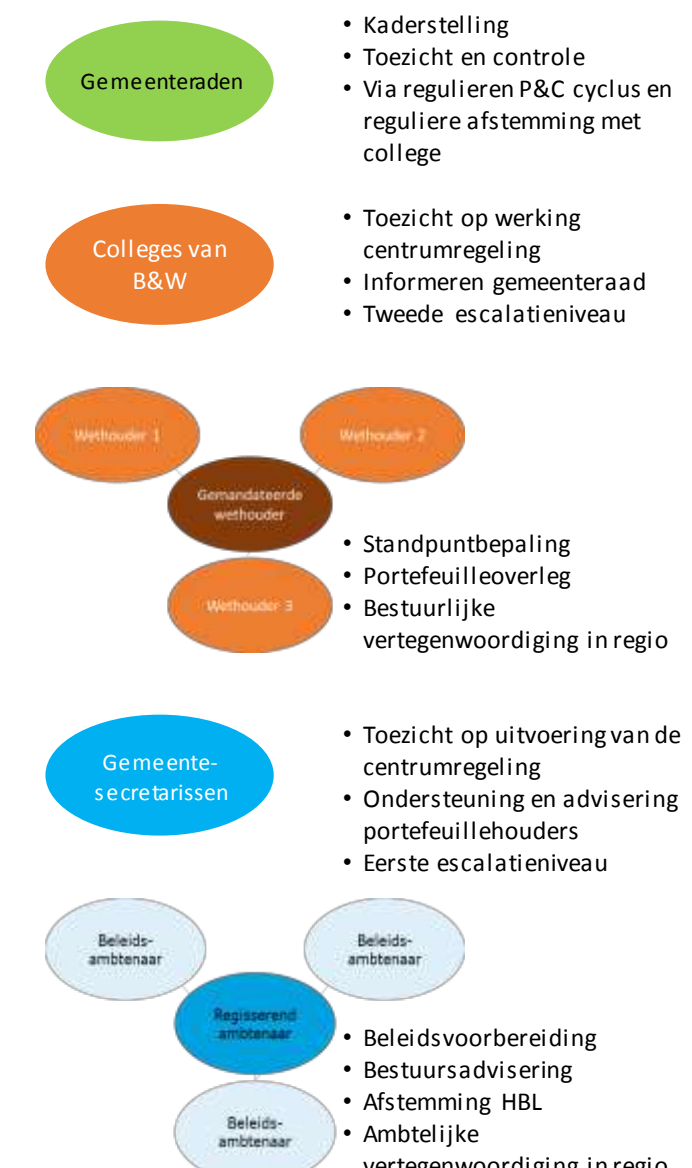 Gemeenteraden
• Kaderstelling
• Toezicht en controle
• Via regulieren P&C cyclus en
reguliere afstemming met
college
Colleges van
B&W
• Toezicht op werking
centrumregeling
• Informeren gemeenteraad
• Tweede escalatieniveau
Wethouder 1
Wethouder 2
Gemandateerde
wethouder
Wethouder 3
• Standpuntbepaling
• Portefeuilleoverleg
• Bestuurlijke
vertegenwoordiging in regio
Gemeente-
secretarissen
• Toezicht op uitvoering van de
centrumregeling
• Ondersteuning en advisering
portefeuillehouders
• Eerste escalatieniveau
Beleids-
ambtenaar
Beleids-
ambtenaar
Regisserend
ambtenaar
Beleids-
ambtenaar
• Beleidsvoorbereiding
• Bestuursadvisering
• Afstemming HBL
• Ambtelijke
vertegenwoordiging in regio